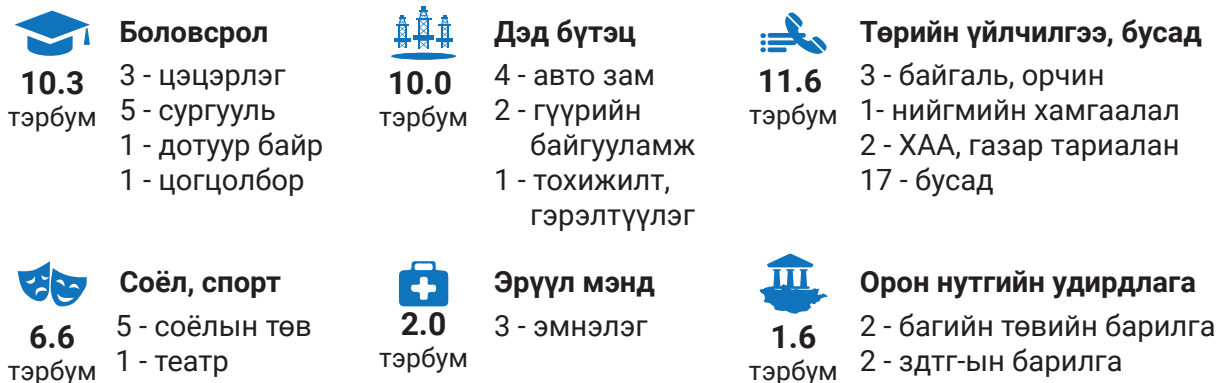 Боловсрол
10.3
тэрбум
3 - цэцэрлэг
5 - сургууль
1 - дотуур байр
1 - цогцолбор
Дэд бүтэц
10.0
тэрбум
4 - авто зам
2 - гүүрийн
байгууламж
1 - тохижилт,
гэрэлтүүлэг
Төрийн үйлчилгээ, бусад
11.6
тэрбум
3 - байгаль, орчин
1- нийгмийн хамгаалал
2 - ХАА, газар тариалан
17 - бусад
Соёл, спорт
6.6
тэрбум
5 - соёлын төв
1 - театр
Эрүүл мэнд
2.0
тэрбум
3 - эмнэлэг
Орон нутгийн удирдлага
1.6
тэрбум
2 - багийн төвийн барилга
2 - здтг-ын барилга